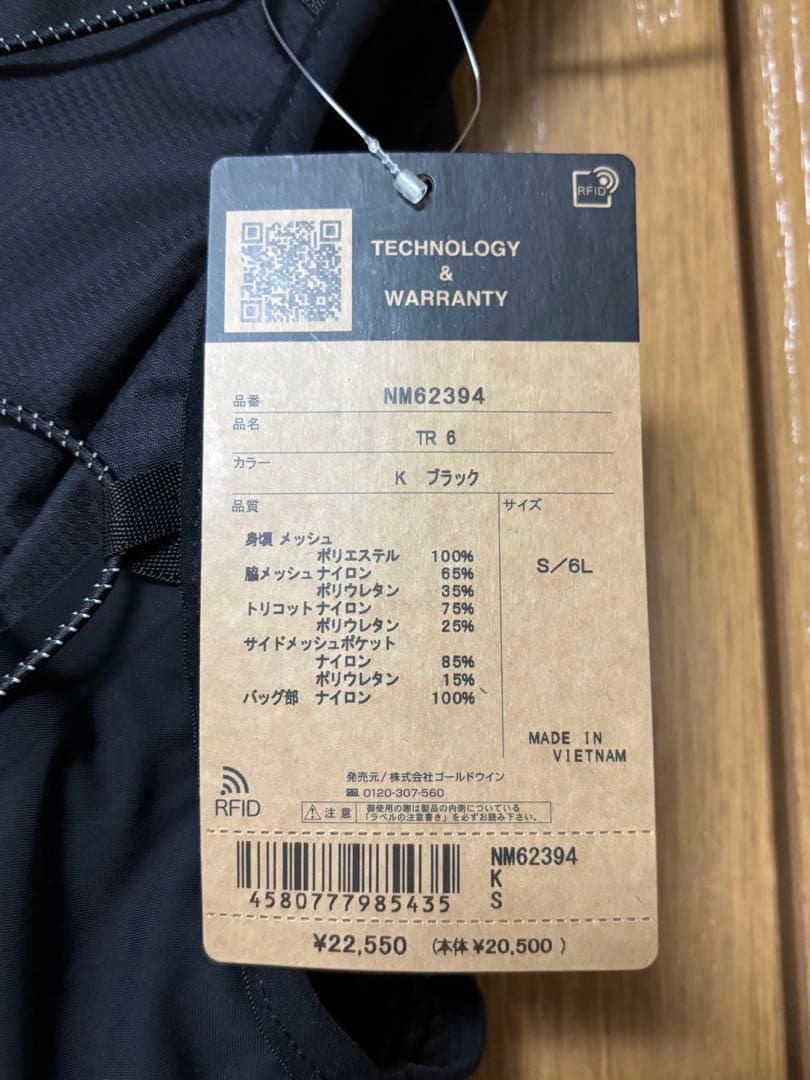 RFID
TECHNOLOGY
&
WARRANTY
品番 NM62394
品名 TR 6
カラー K ブラック
品質 サイズ
身頃 メッシュ
ポリエステル 100%
脇メッシュ ナイロン 65%
ポリウレタン 35%
トリコット ナイロン 75%
ポリウレタン 25%
サイドメッシュポケット
ナイロン 85%
ポリウレタン 15%
バッグ部 ナイロン 100%
S/6L
MADE IN
VIETNAM
RFID
発売元/株式会社ゴールドウイン
0120-307-560
注意 御使用の際は製品の内側についている
「ラベルの注意書き」を必ずお読み下さい。
4580777985435
NM62394
K
S
¥22,550 (本体 ¥20,500 )